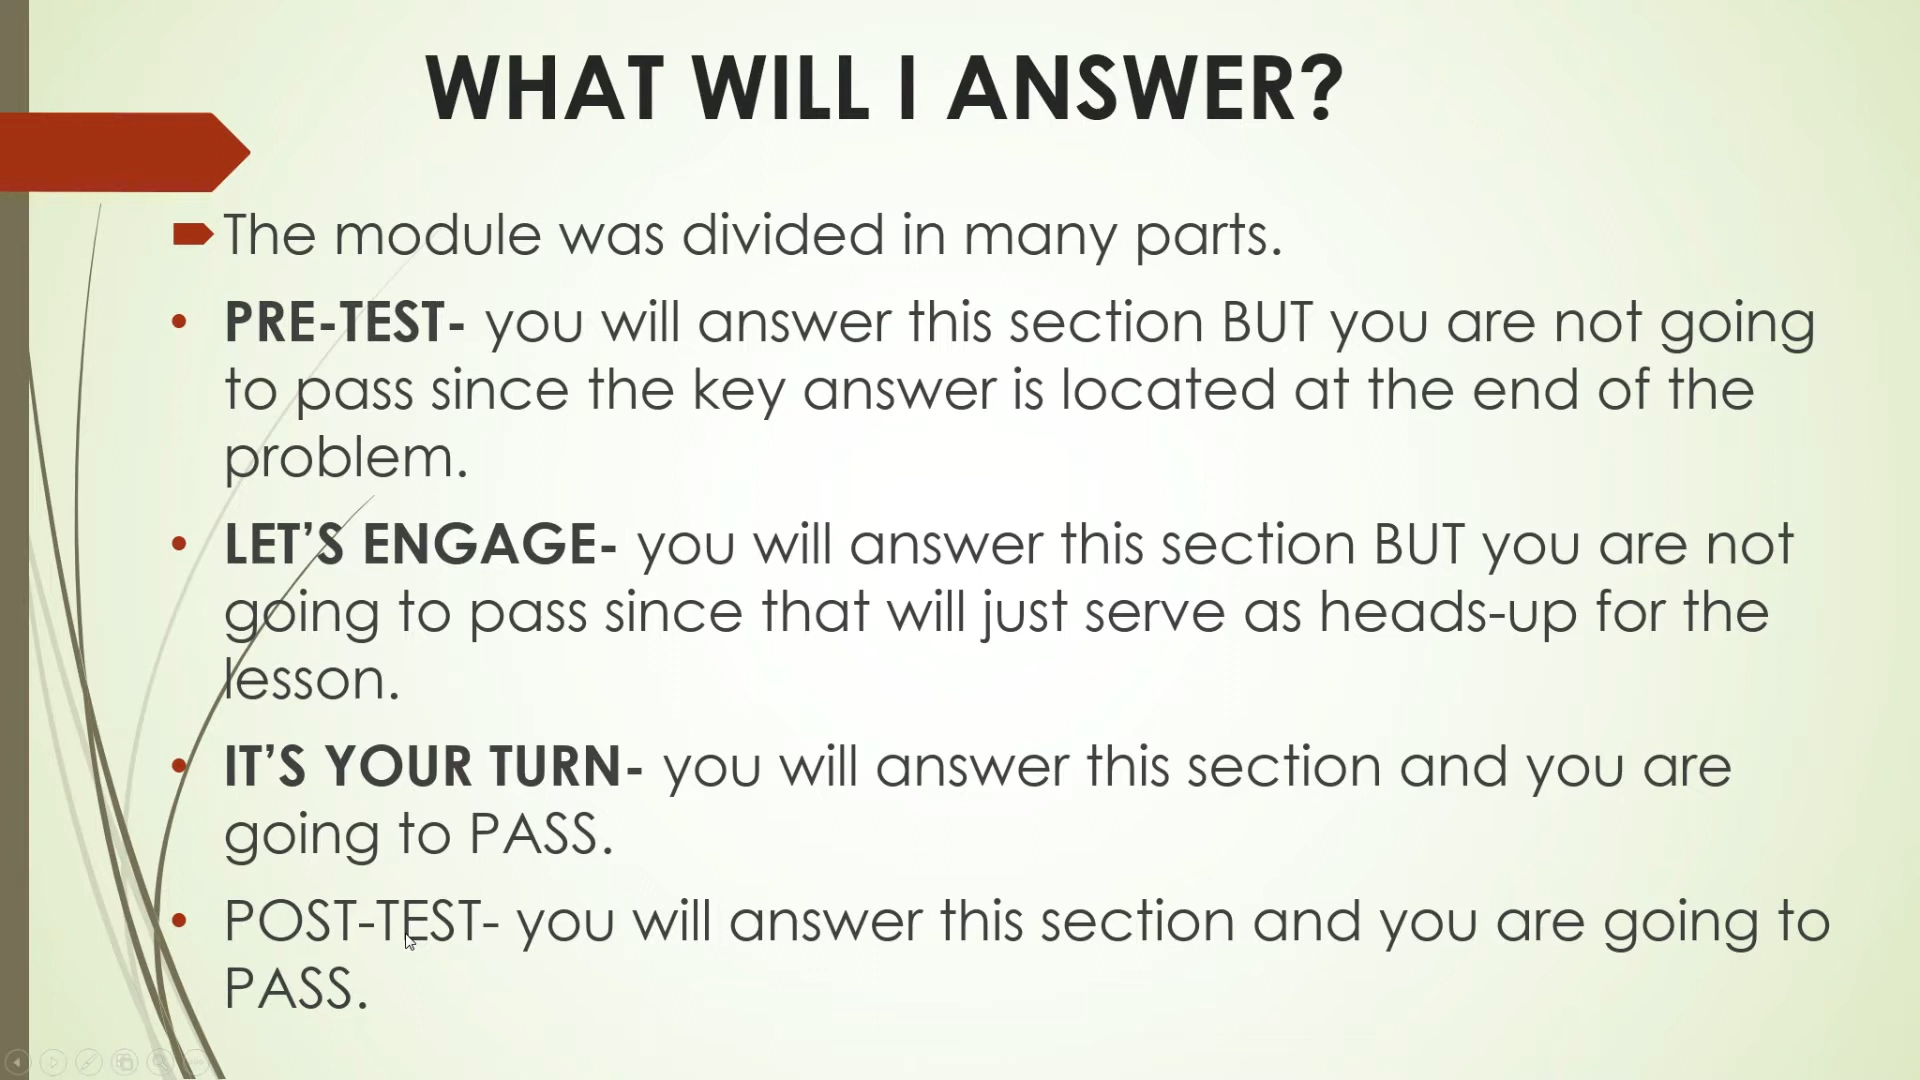 WHAT WILL I ANSWER?
The module was divided in many parts.
PRE-TEST- you will answer this section BUT you are not going
to pass since the key answer is located at the end of the
problem.
LET’S ENGAGE- you will answer this section BUT you are not
going to pass since that will just serve as heads-up for the
lesson.
IT’S YOUR TURN- you will answer this section and you are
going to PASS.
POST-TEST- you will answer this section and you are going to
PASS.